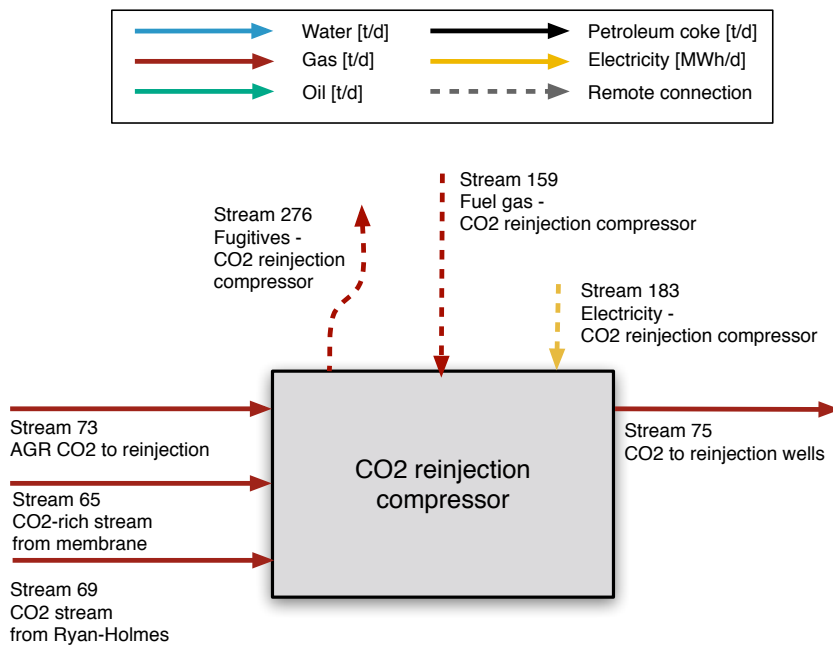 Water [t/d]
Gas [t/d]
Oil [t/d]
Petroleum coke [t/d]
Electricity [MWh/d]
Remote connection
Stream 276
Fugitives -
CO2 reinjection
compressor
Stream 159
Fuel gas -
CO2 reinjection compressor
Stream 183
Electricity -
CO2 reinjection compressor
Stream 73
AGR CO2 to reinjection
Stream 65
CO2-rich stream
from membrane
Stream 69
CO2 stream
from Ryan-Holmes
CO2 reinjection
compressor
Stream 75
CO2 to reinjection wells